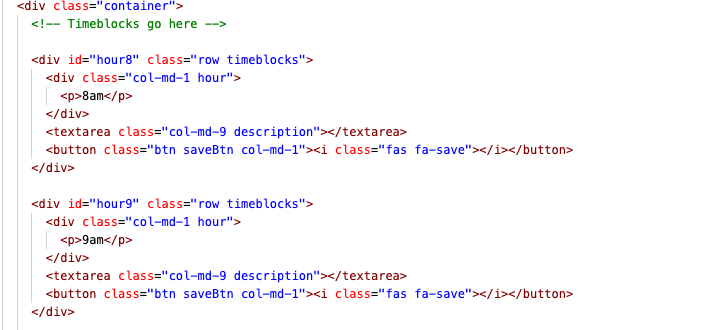 <div class="container">
<!-- Timeblocks go here -->
<div id="hour8" class="row timeblocks">
<div class="col-md-1 hour">
<p>8am</p>
</div>
<textarea class="col-md-9 description"></textarea>
<button class="btn saveBtn col-md-1"><i class="fas fa-save"></i></button>
</div>
<div id="hour9" class="row timeblocks">
<div class="col-md-1 hour">
<p>9am</p>
</div>
<textarea class="col-md-9 description"></textarea>
<button class="btn saveBtn col-md-1"><i class="fas fa-save"></i></button>
</div>